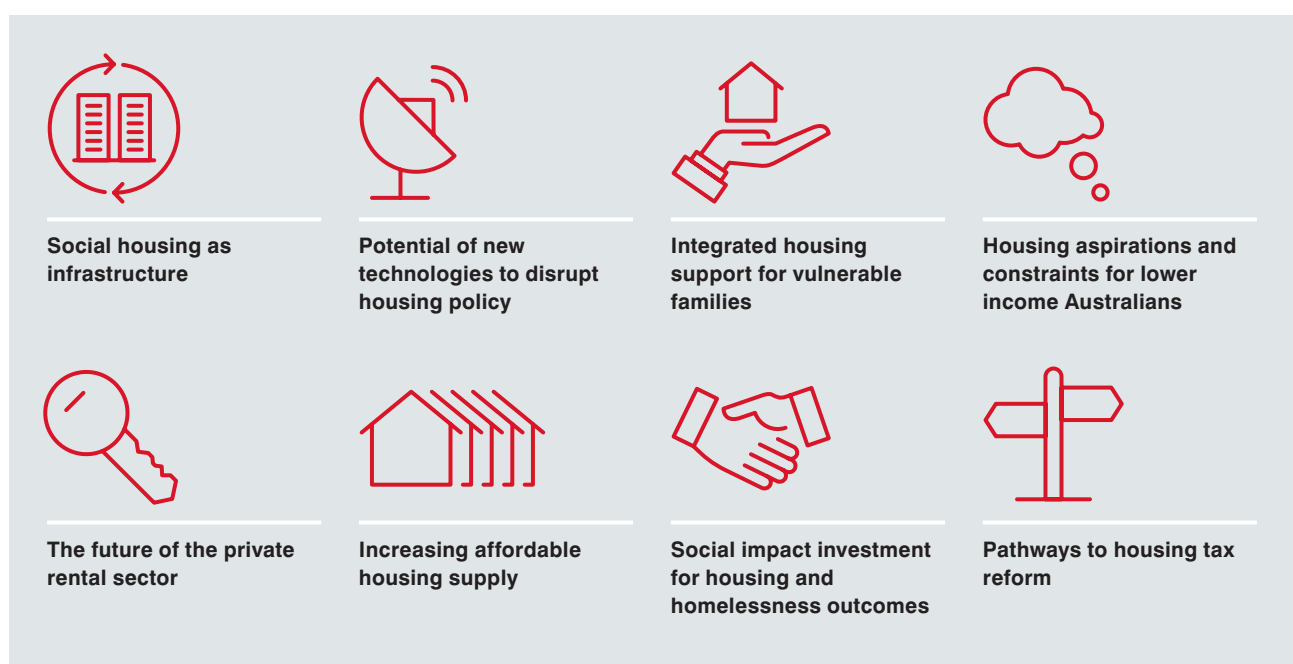 Social housing as
infrastructure
Potential of new
technologies to disrupt
housing policy
Integrated housing
support for vulnerable
families
Housing aspirations and
constraints for lower
income Australians
The future of the private
rental sector
Increasing affordable
housing supply
Social impact investment
for housing and
homelessness outcomes
Pathways to housing tax
reform